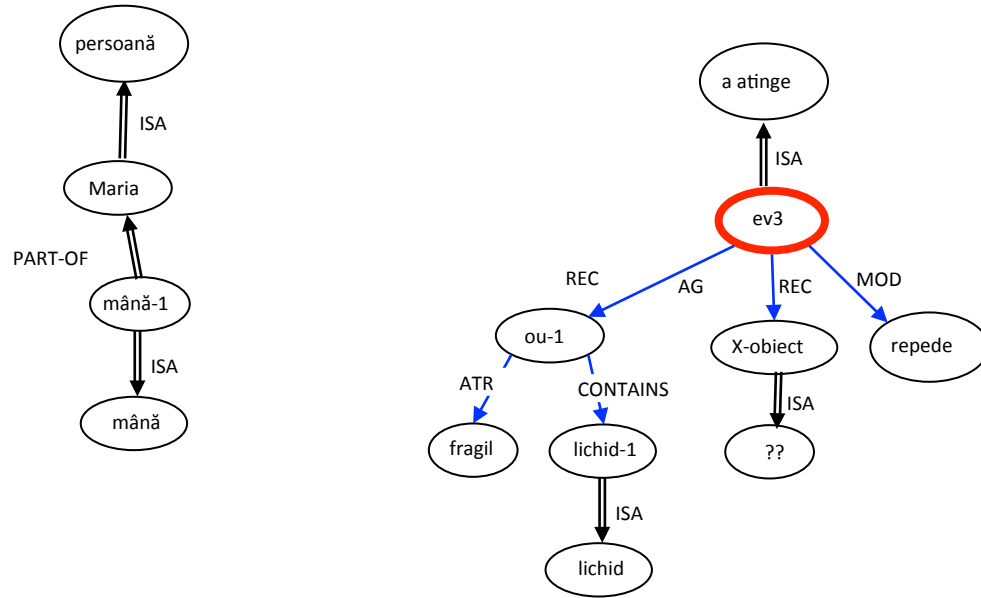 persoană
ISA
Maria
PART-OF
mână-1
ISA
mână
a atinge
ISA
ev3
REC
AG
REC
MOD
ou-1
X-obiect
repede
ATR
CONTAINS
ISA
fragil
lichid-1
??
ISA
lichid